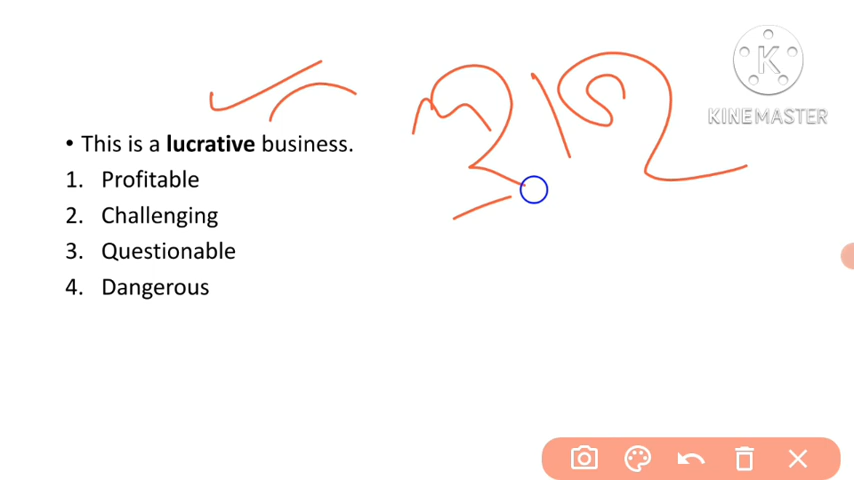 KINEMASTER
• This is a lucrative business.
1. Profitable
2. Challenging
3. Questionable
4. Dangerous